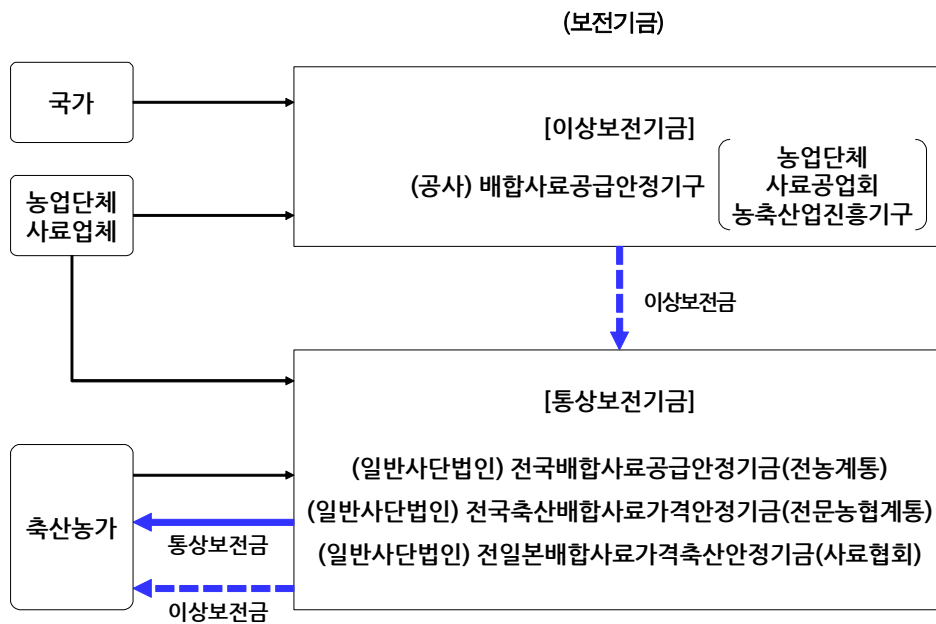 (보전기금)
국가
[이상보전기금]
(공사) 배합사료공급안정기구
농업단체
사료공업회
농축산업진흥기구
농업단체
사료업체
이상보전금
[통상보전기금]
(일반사단법인) 전국배합사료공급안정기금(전농계통)
(일반사단법인) 전국축산배합사료가격안정기금(전문농협계통)
(일반사단법인) 전일본배합사료가격축산안정기금(사료협회)
축산농가
통상보전금
이상보전금